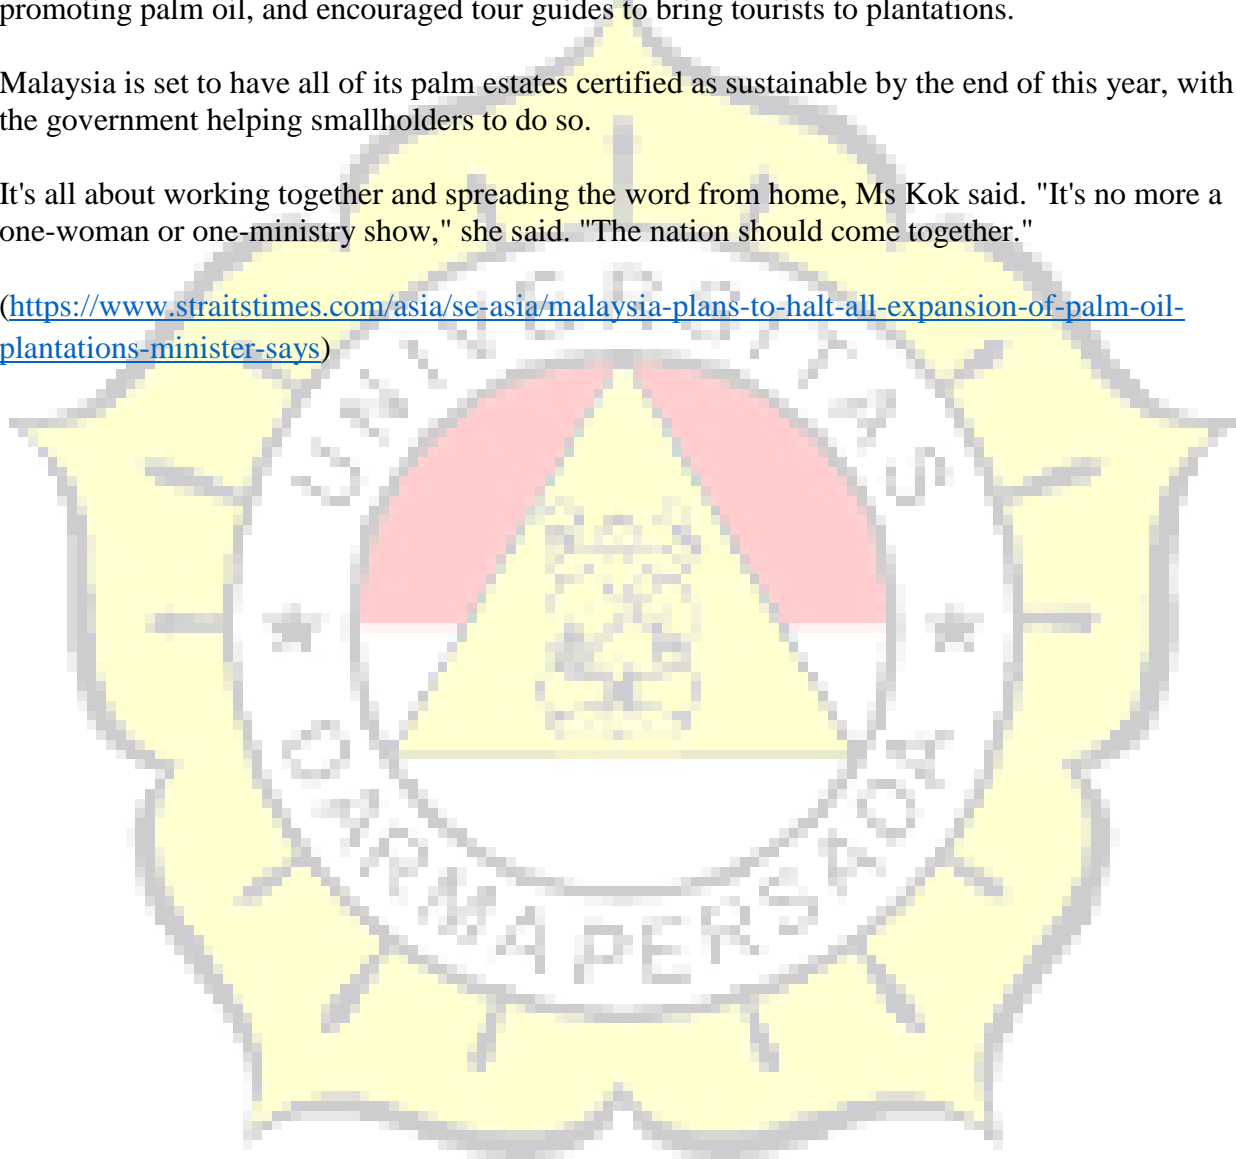 promoting palm oil, and encouraged tour guides to bring tourists to plantations.
Malaysia is set to have all of its palm estates certified as sustainable by the end of this year, with
the government helping smallholders to do so.
It's all about working together and spreading the word from home, Ms Kok said. "It's no more a
one-woman or one-ministry show," she said. "The nation should come together."
(https://www.straitstimes.com/asia/se-asia/malaysia-plans-to-halt-all-expansion-of-palm-oil-
plantations-minister-says)
UNIVERSITAS
DARMA PERSADA